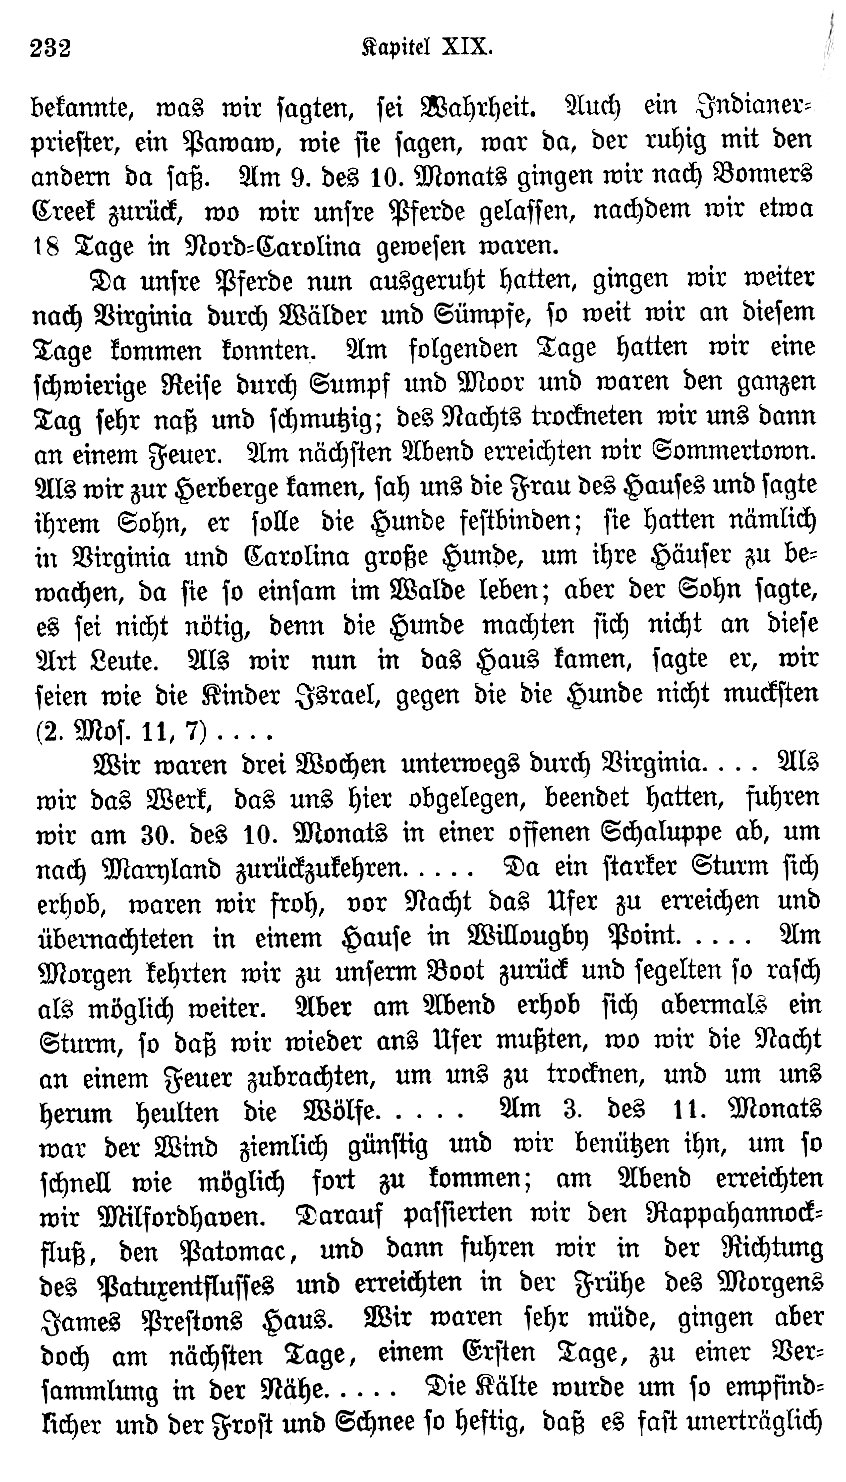 232 Kapitel XIX.
bekannte, was wir sagten, sei Wahrheit. Auch ein Indianer-
priester, ein Pawaw, wie sie sagen, war da, der ruhig mit den
andern da saß. Am 9. des 10. Monats gingen wir nach Bonners
Creek zurück, wo wir unsre Pferde gelassen, nachdem wir etwa
18 Tage in Nord-Carolina gewesen waren.
Da unsre Pferde nun ausgeruht hatten, gingen wir weiter
nach Virginia durch Wälder und Sümpfe, so weit wir an diesem
Tage kommen konnten. Am folgenden Tage hatten wir eine
schwierige Reise durch Sumpf und Moor und waren den ganzen
Tag sehr naß und schmutzig; des Nachts trockneten wir uns dann
an einem Feuer. Am nächsten Abend erreichten wir Sommertown.
Als wir zur Herberge kamen, sah uns die Frau des Hauses und sagte
ihrem Sohn, er solle die Hunde festbinden; sie hatten nämlich
in Virginia und Carolina große Hunde, um ihre Häuser zu be-
wachen, da sie so einsam im Walde leben; aber der Sohn sagte,
es sei nicht nötig, denn die Hunde machten sich nicht an diese
Art Leute. Als wir nun in das Haus kamen, sagte er, wir
seien wie die Kinder Israel, gegen die die Hunde nicht mucksten
(2. Mos. 11, 7) . . . .
Wir waren drei Wochen unterwegs durch Virginia. . . . Als
wir das Werk, das uns hier obgelegen, beendet hatten, fuhren
wir am 30. des 10. Monats in einer offenen Schaluppe ab, um
nach Maryland zurückzukehren. . . . . Da ein starker Sturm sich
erhob, waren wir froh, vor Nacht das Ufer zu erreichen und
übernachteten in einem Hause in Willougby Point. . . . . Am
Morgen kehrten wir zu unserm Boot zurück und segelten so rasch
als möglich weiter. Aber am Abend erhob sich abermals ein
Sturm, so daß wir wieder ans Ufer mußten, wo wir die Nacht
an einem Feuer zubrachten, um uns zu trocknen, und um uns
herum heulten die Wölfe. . . . . Am 3. des 11. Monats
war der Wind ziemlich günstig und wir benützen ihn, um so
schnell wie möglich fort zu kommen; am Abend erreichten
wir Milfordhaven. Darauf passierten wir den Rappahannock-
fluß, den Patomac, und dann fuhren wir in der Richtung
des Patuxentflusses und erreichten in der Frühe des Morgens
James Prestons Haus. Wir waren sehr müde, gingen aber
doch am nächsten Tage, einem Ersten Tage, zu einer Ver-
sammlung in der Nähe. . . . . Die Kälte wurde um so empfind-
licher und der Frost und Schnee so heftig, daß es fast unerträglich